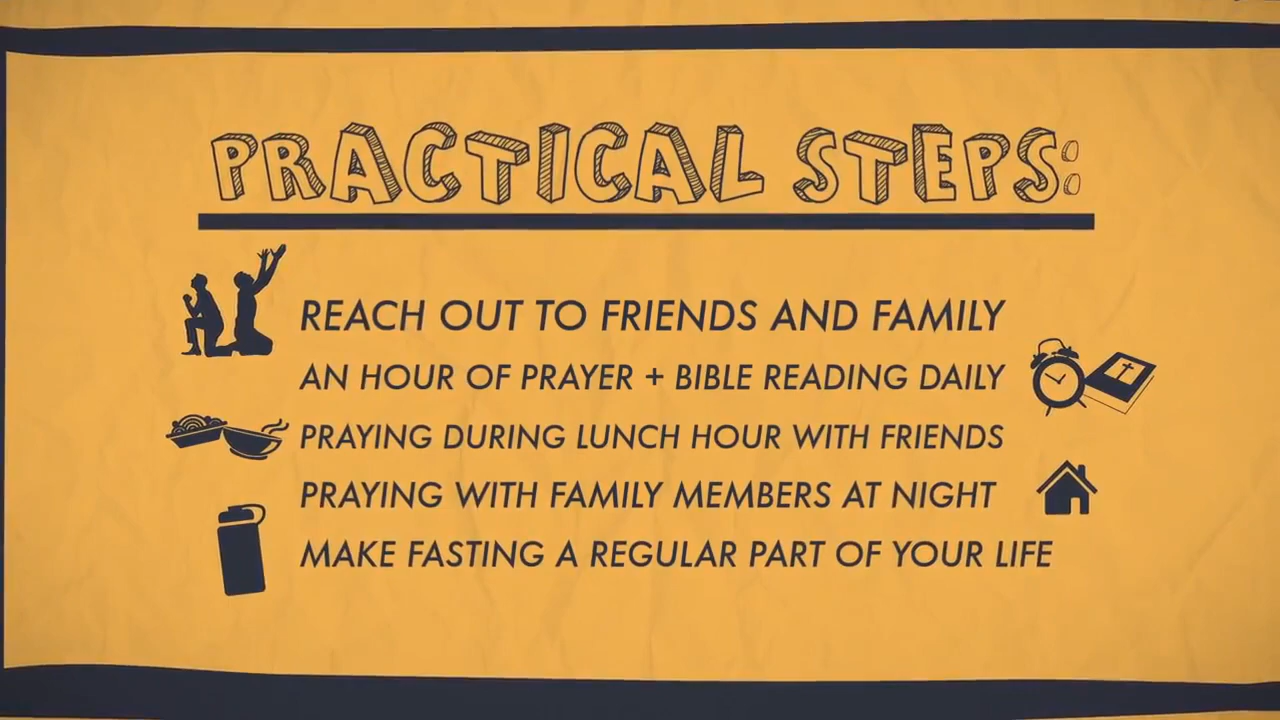 PRACTICAL STEPS:
REACH OUT TO FRIENDS AND FAMILY
AN HOUR OF PRAYER + BIBLE READING DAILY
PRAYING DURING LUNCH HOUR WITH FRIENDS
PRAYING WITH FAMILY MEMBERS AT NIGHT
MAKE FASTING A REGULAR PART OF YOUR LIFE